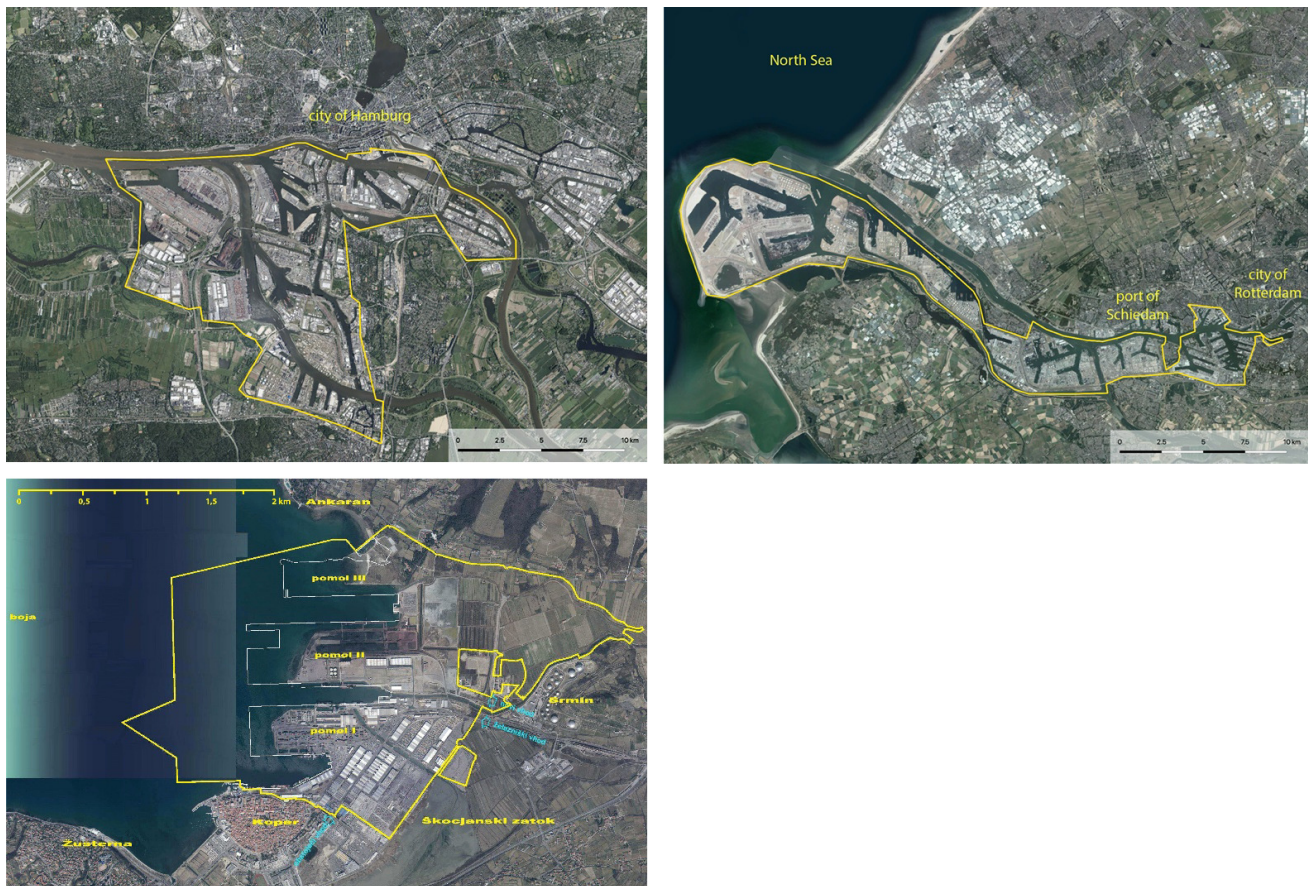 city of Hamburg
0 2.5 5 7.5 10 km
North Sea
port of
Schiedam
city of
Rotterdam
0 2.5 5 7.5 10 km
0 0,5 1 1,5 2 km
Ankaran
boja
pomol III
pomol II
Srmin
pomol I
Železniški vhod
Koper
Škocjanski zatok
Žusterna